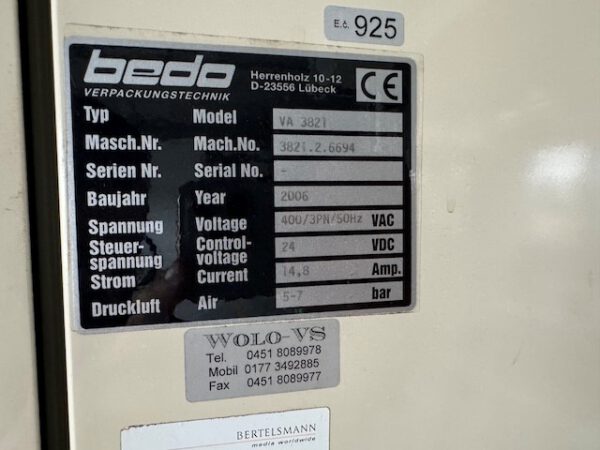 E.č. 925
bedo
VERPACKUNGSTECHNIK
Herrenholz 10-12
D-23556 Lübeck
CE
Typ Model VA 3821
Masch.Nr. Mach.No. 3821.2.6694
Serien Nr. Serial No. -
Baujahr Year 2006
Spannung Voltage 400/3PN/50Hz VAC
Steuer-
spannung Control-
voltage 24 VDC
Strom Current 14,8 Amp.
Druckluft Air 5-7 bar
WOLO-VS
Tel. 0451 8089978
Mobil 0177 3492885
Fax 0451 8089977
BERTELSMANN
media worldwide